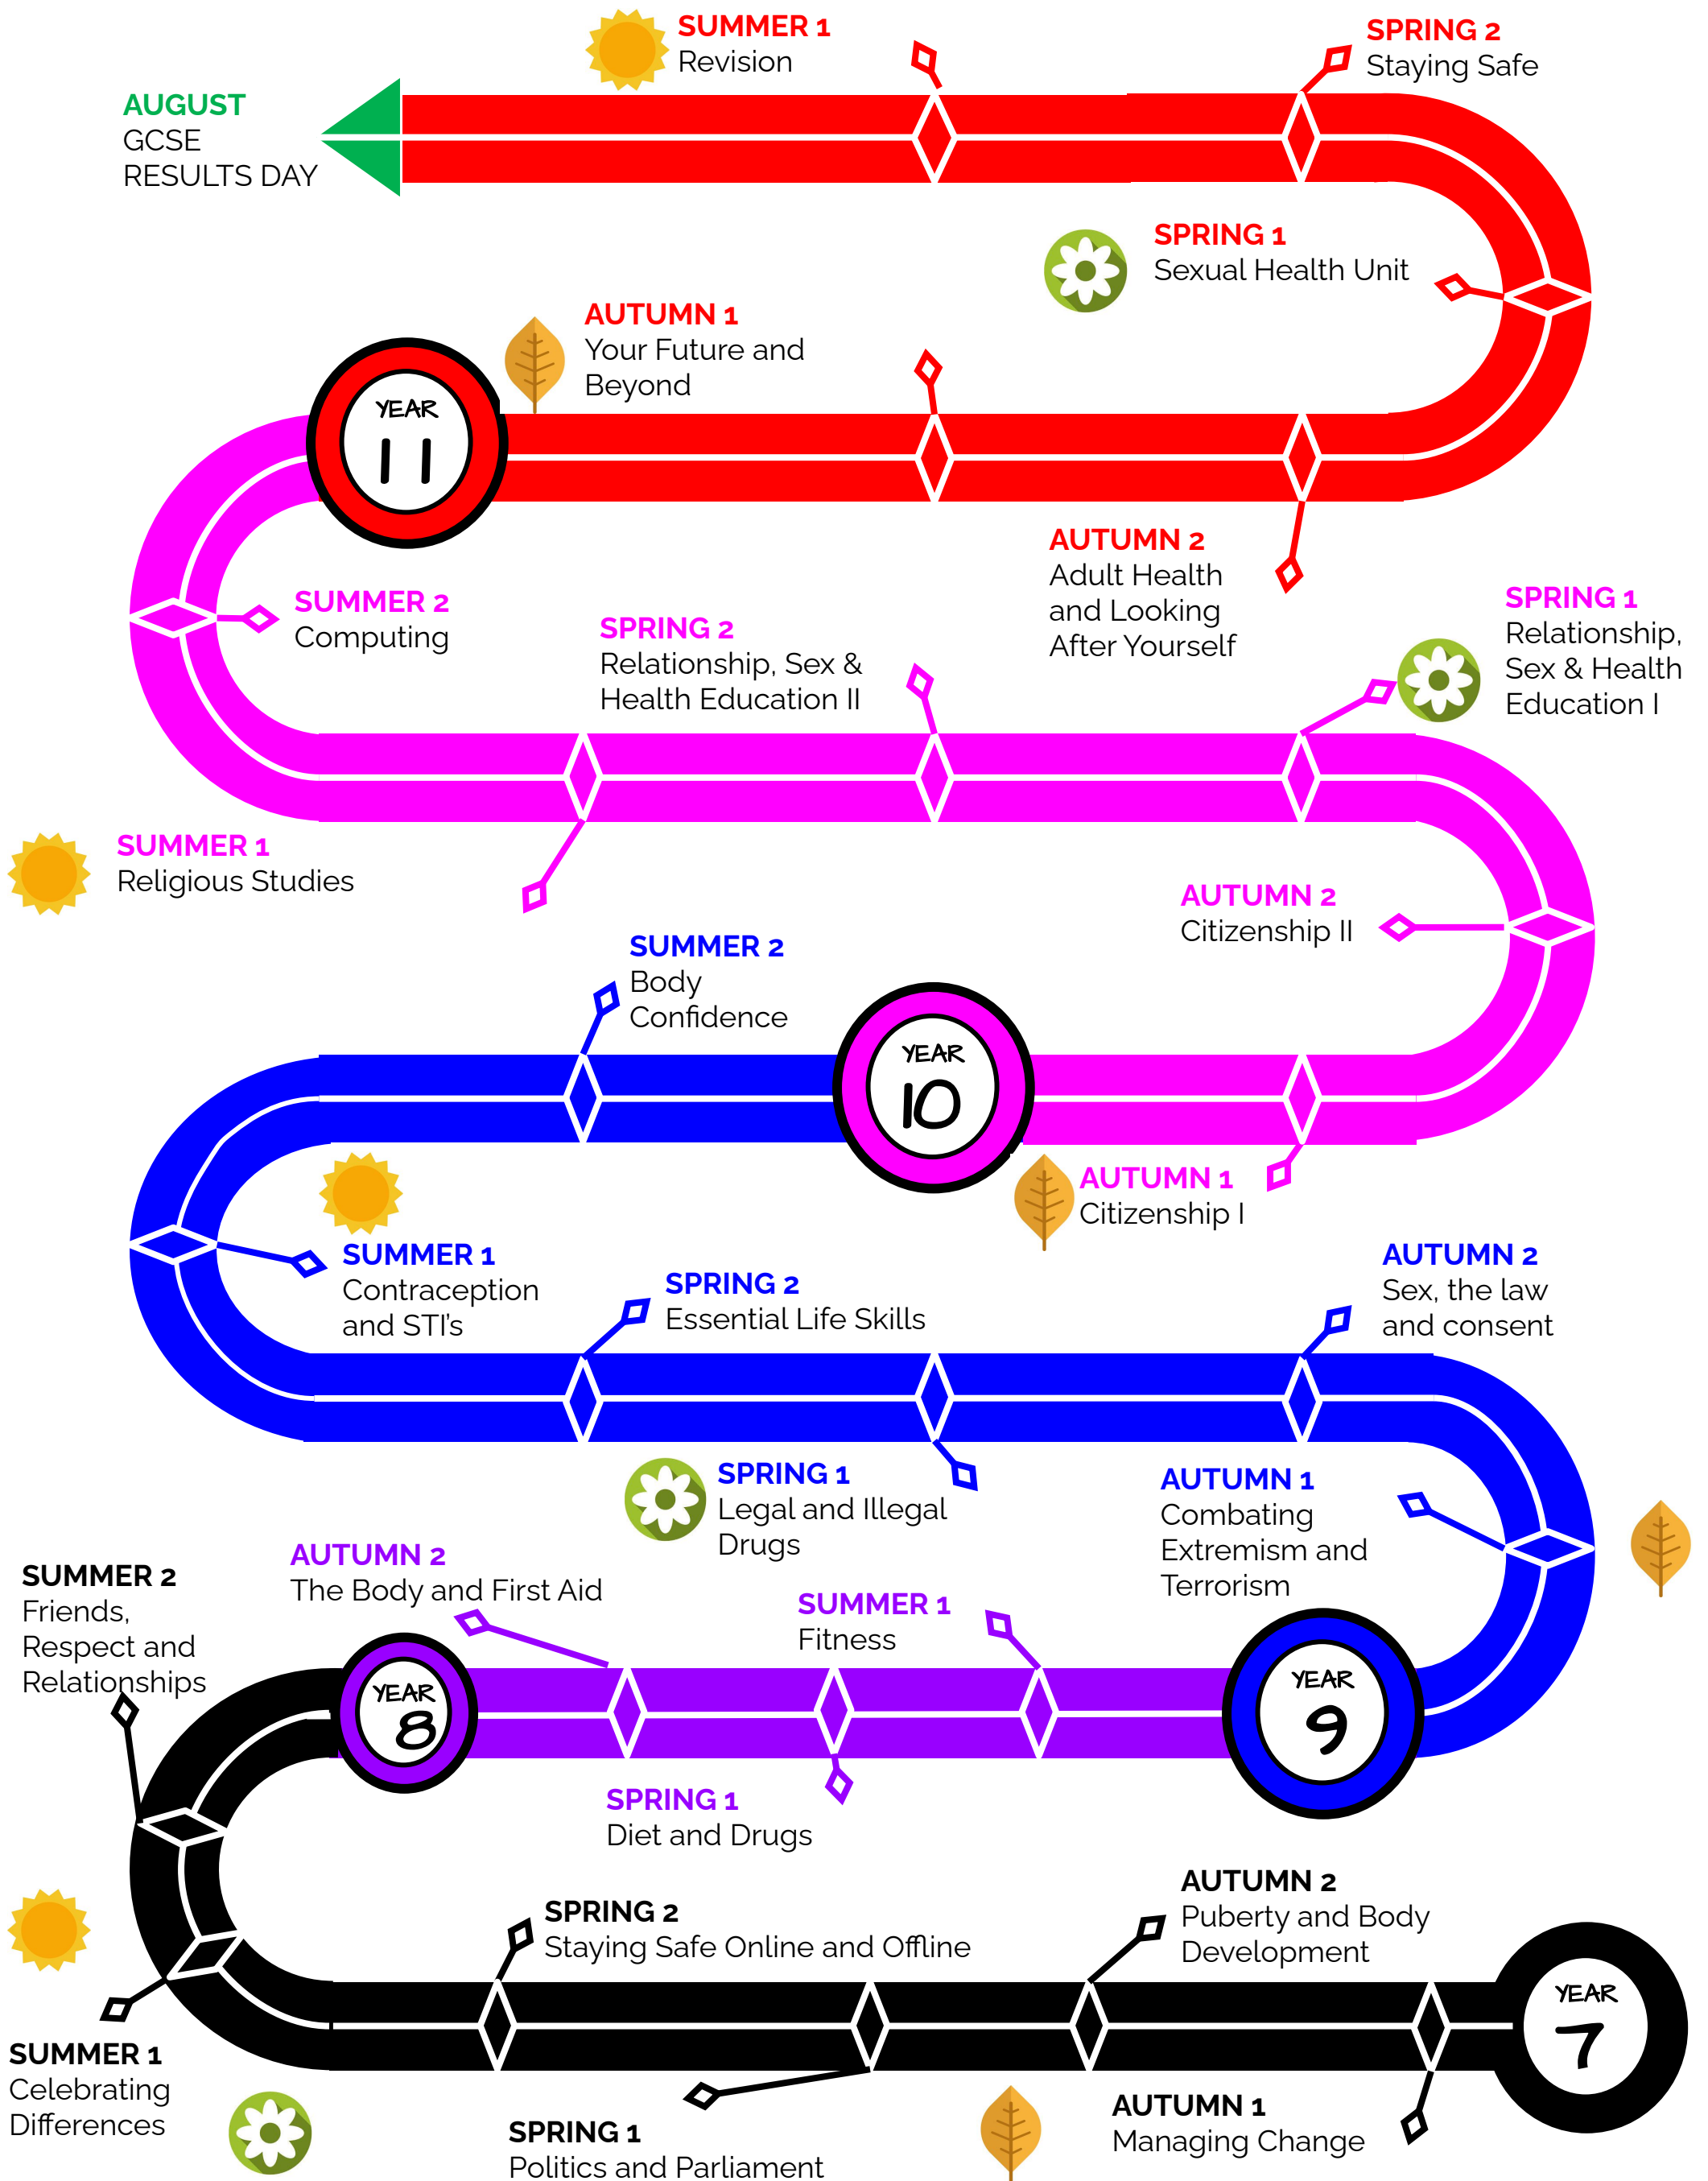 SUMMER 1
Revision
SPRING 2
Staying Safe
AUGUST
GCSE
RESULTS DAY
SPRING 1
Sexual Health Unit
AUTUMN 1
Your Future and
Beyond
YEAR
11
AUTUMN 2
Adult Health
and Looking
After Yourself
SUMMER 2
Computing
SPRING 2
Relationship, Sex &
Health Education II
SPRING 1
Relationship,
Sex & Health
Education I
SUMMER 1
Religious Studies
AUTUMN 2
Citizenship II
SUMMER 2
Body
Confidence
YEAR
10
AUTUMN 1
Citizenship I
SUMMER 1
Contraception
and STI's
SPRING 2
Essential Life Skills
AUTUMN 2
Sex, the law
and consent
SPRING 1
Legal and Illegal
Drugs
AUTUMN 1
Combating
Extremism and
Terrorism
SUMMER 2
Friends,
Respect and
Relationships
AUTUMN 2
The Body and First Aid
SUMMER 1
Fitness
YEAR
8
YEAR
9
SPRING 1
Diet and Drugs
SPRING 2
Staying Safe Online and Offline
AUTUMN 2
Puberty and Body
Development
YEAR
7
SUMMER 1
Celebrating
Differences
SPRING 1
Politics and Parliament
AUTUMN 1
Managing Change